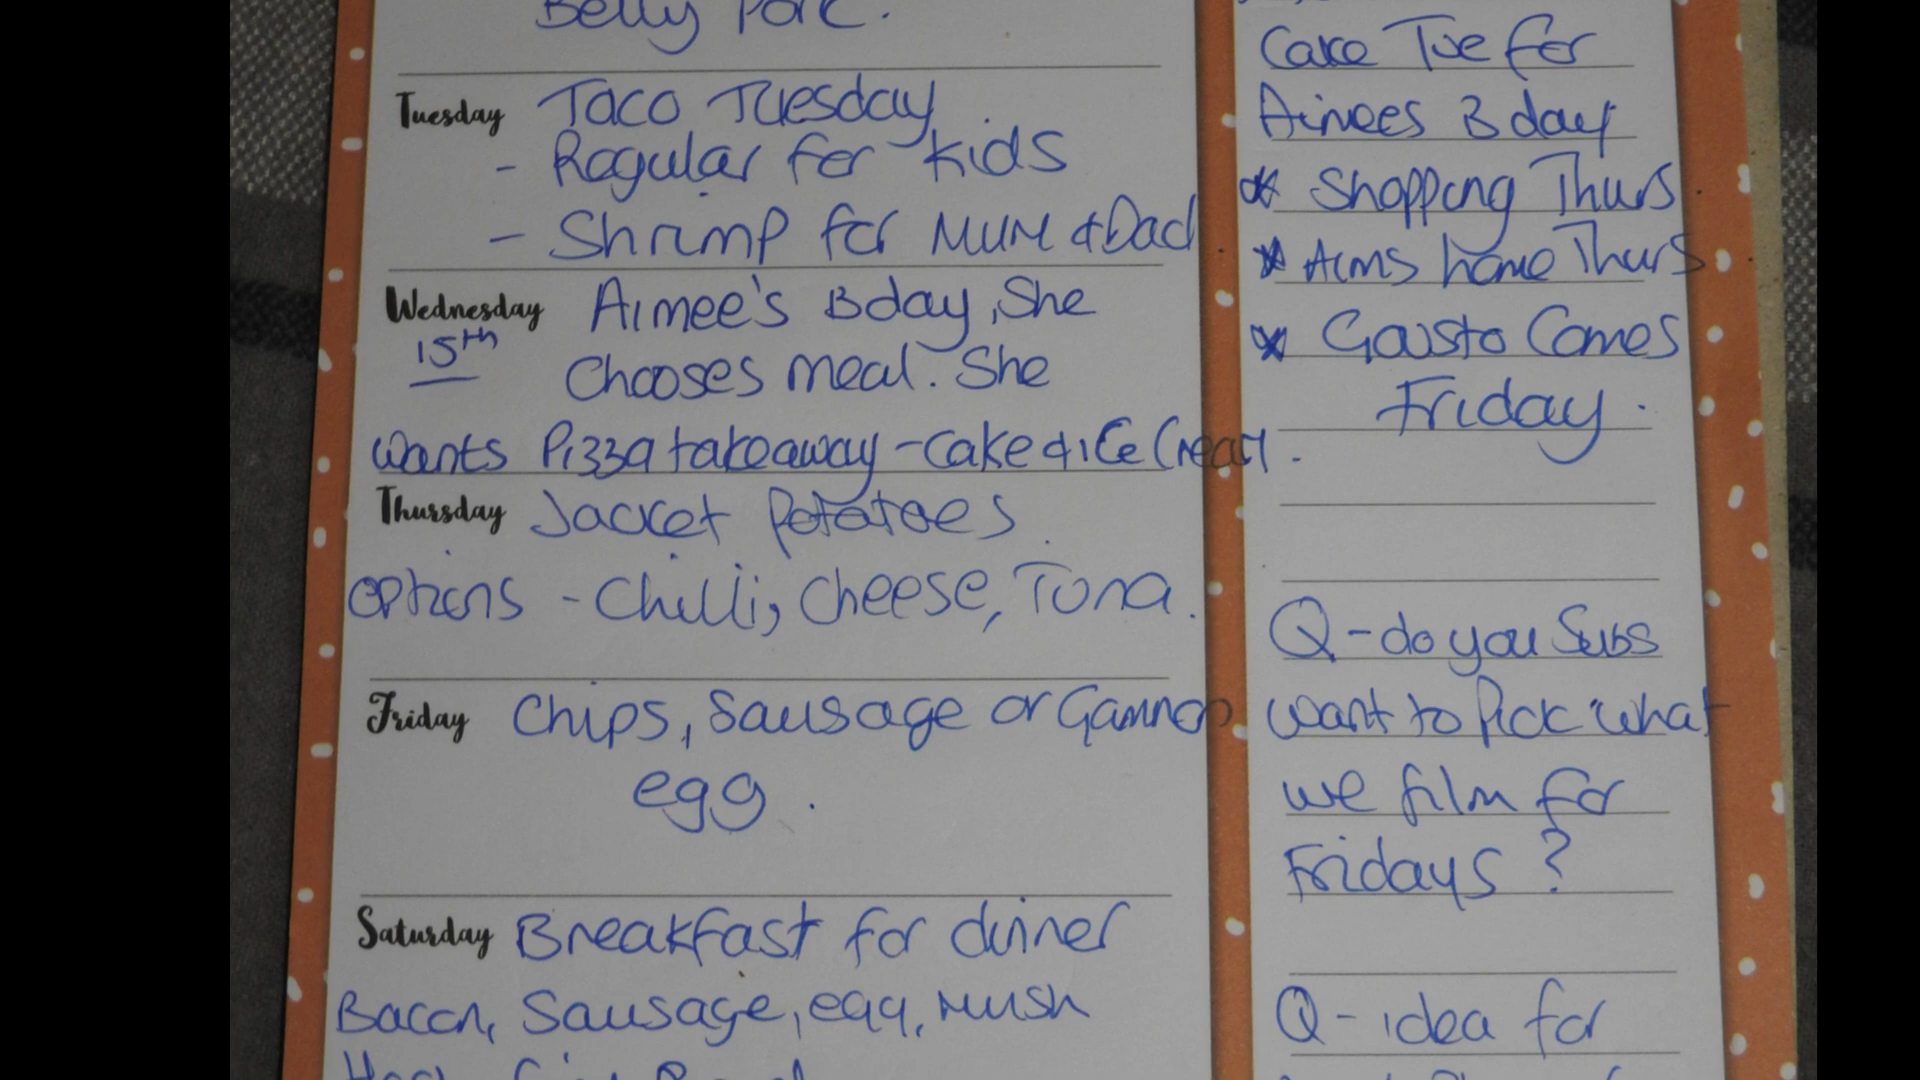 Belly Pork.
Tuesday Taco Tuesday
- Regular for kids
- Shrimp for MUM & Dad
Wednesday Aimee's Bday, She
15th Chooses meal. She
wants Pizza takeaway - cake & ice Cream.
Thursday Jacket Potatoes
options - Chilli, Cheese, Tuna.
Friday Chips, Sausage or Gammon
egg.
Saturday Breakfast for dinner
Bacon, Sausage, egg, Mush
Cake Tue for
Aimees Bday
* Shopping Thurs
* Aims home Thurs
* Gousto Comes
Friday.
Q - do you Subs
want to Pick what
we film for
Fridays?
Q - idea for